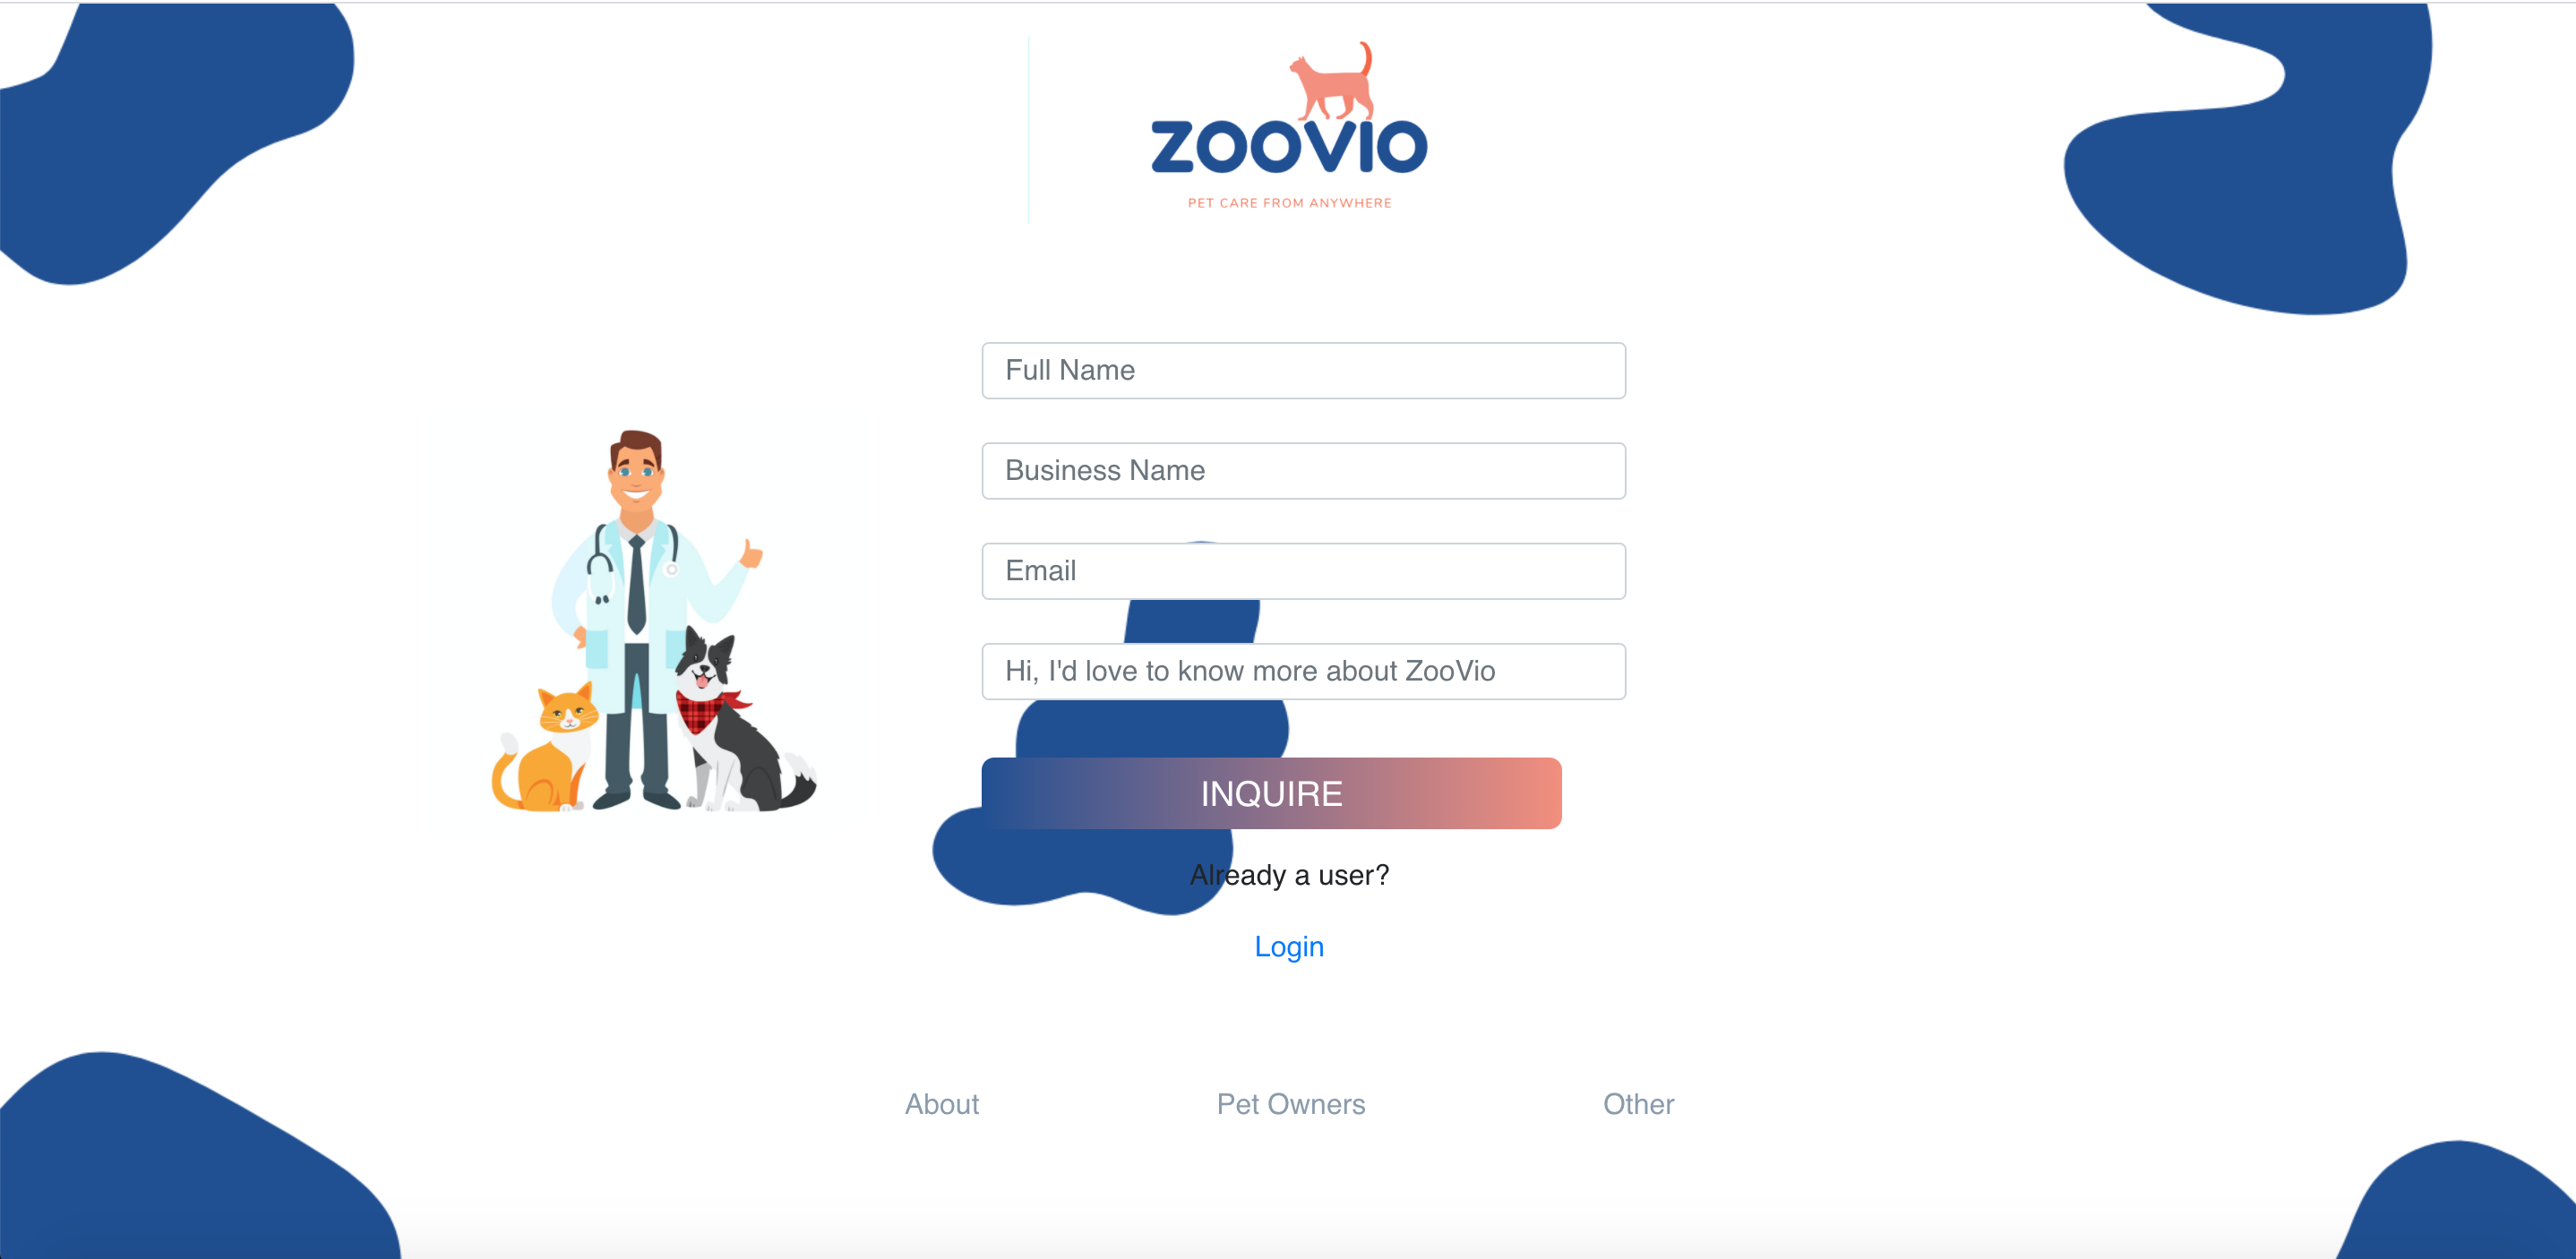 ZOOVIO
PET CARE FROM ANYWHERE
Full Name
Business Name
Email
Hi, I'd love to know more about ZooVio
INQUIRE
Already a user?
Login
About Pet Owners Other